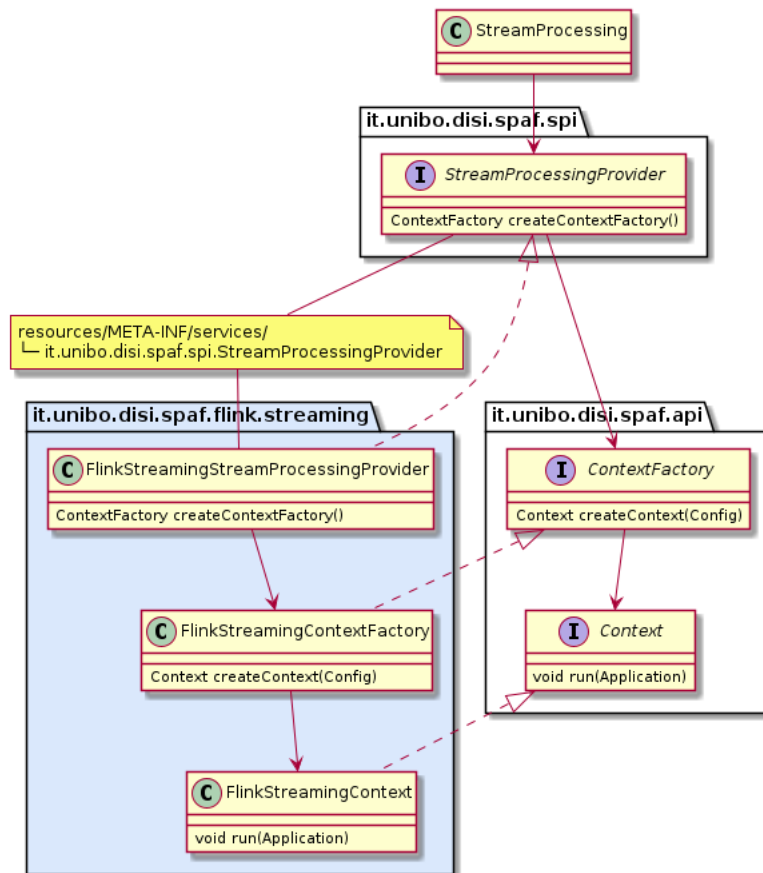 C StreamProcessing
it.unibo.disi.spaf.spi
I StreamProcessingProvider
ContextFactory createContextFactory()
resources/META-INF/services/
└─ it.unibo.disi.spaf.spi.StreamProcessingProvider
it.unibo.disi.spaf.flink.streaming
it.unibo.disi.spaf.api
C FlinkStreamingStreamProcessingProvider
ContextFactory createContextFactory()
I ContextFactory
Context createContext(Config)
C FlinkStreamingContextFactory
Context createContext(Config)
I Context
void run(Application)
C FlinkStreamingContext
void run(Application)